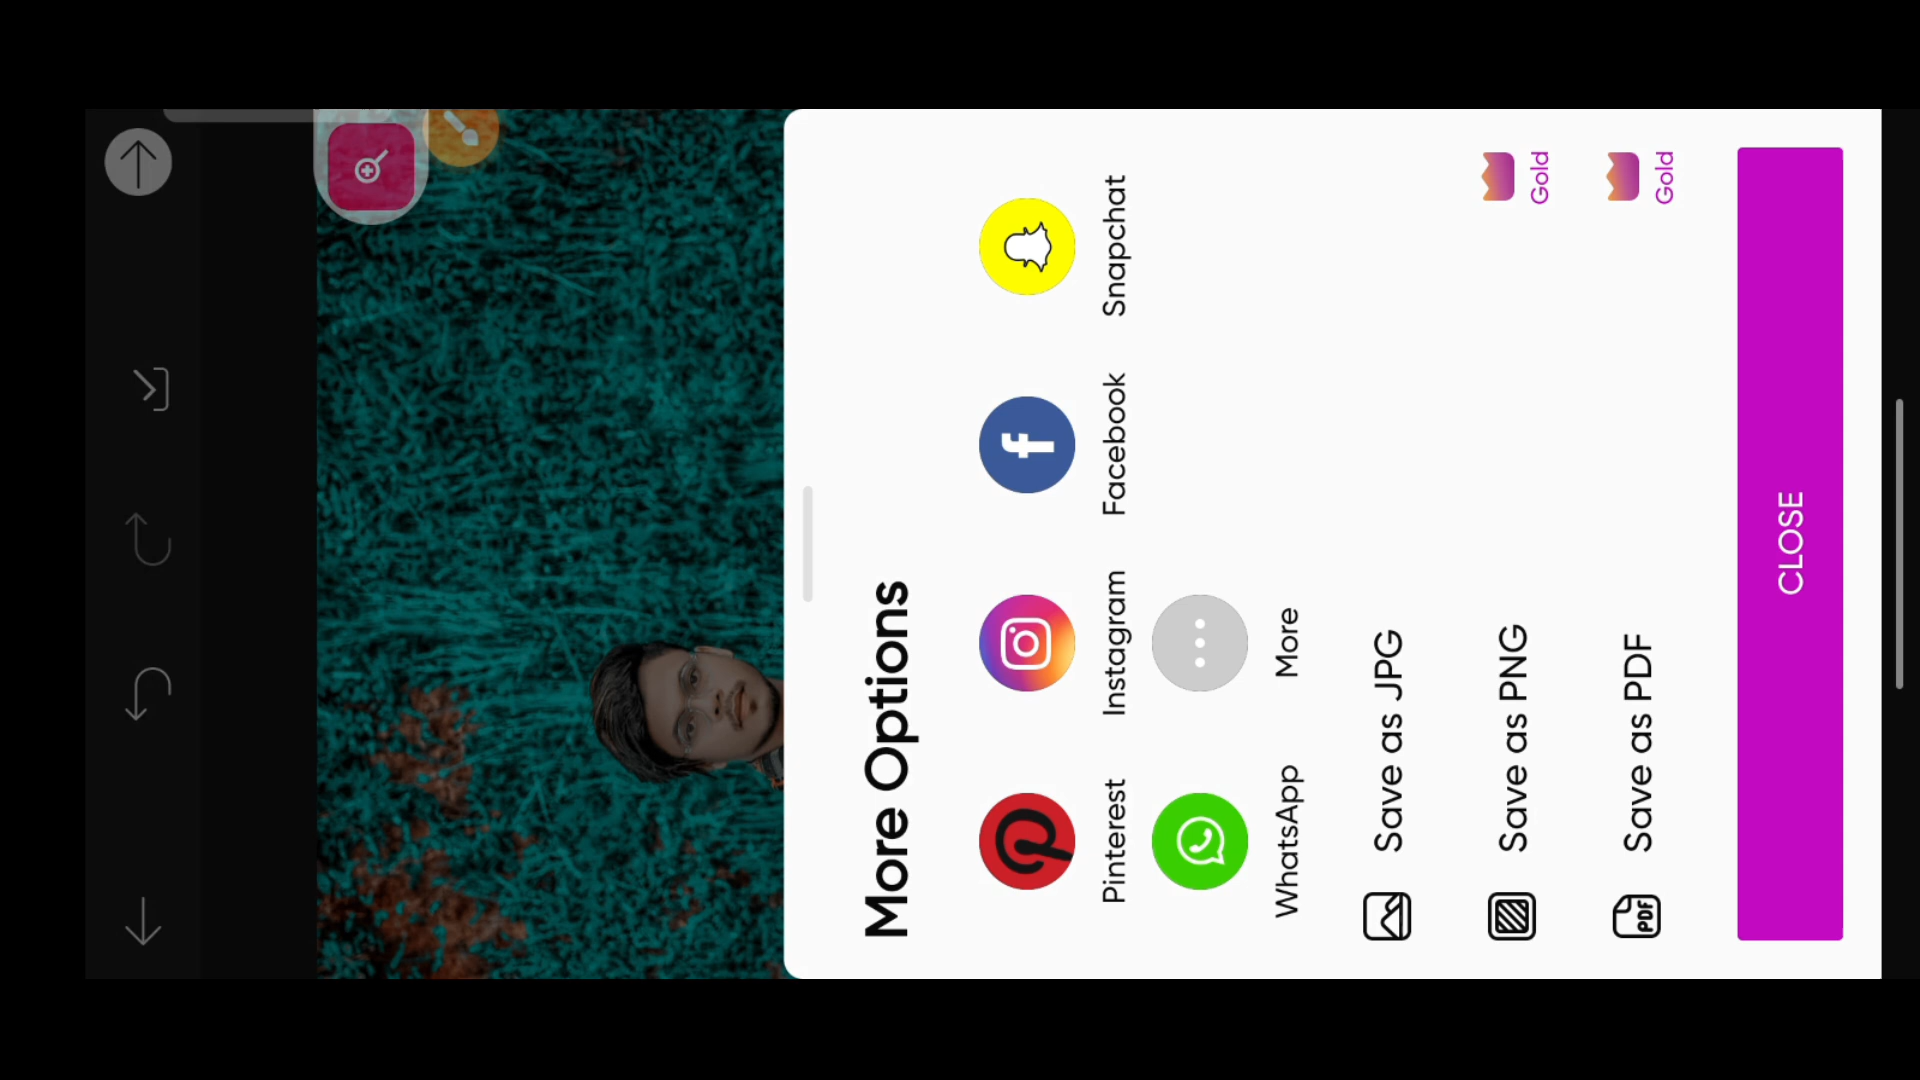 More Options
Pinterest
Instagram
Facebook
Snapchat
WhatsApp
More
Save as JPG
Save as PNG
Gold
PDF
Save as PDF
Gold
CLOSE